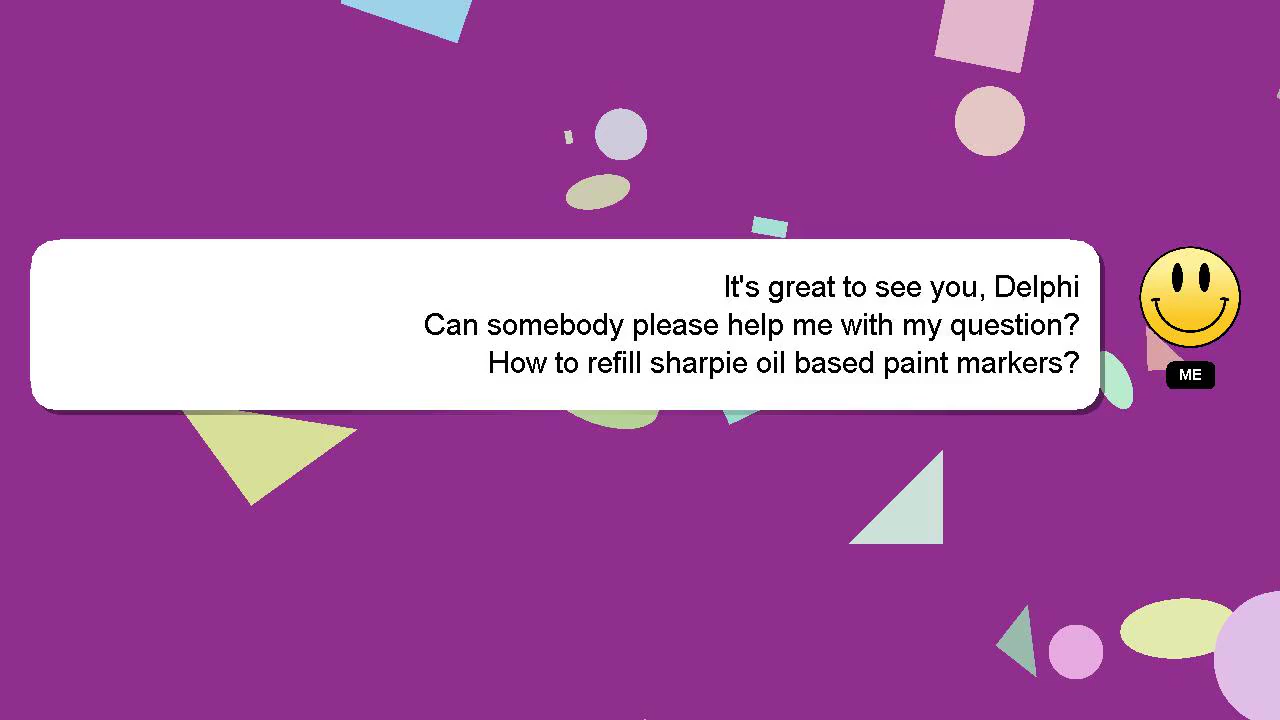 It's great to see you, Delphi
Can somebody please help me with my question?
How to refill sharpie oil based paint markers?
ME